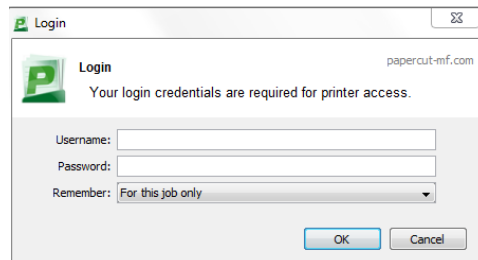 Login
Login
papercut-mf.com
Your login credentials are required for printer access.
Username:
Password:
Remember: For this job only
OK Cancel